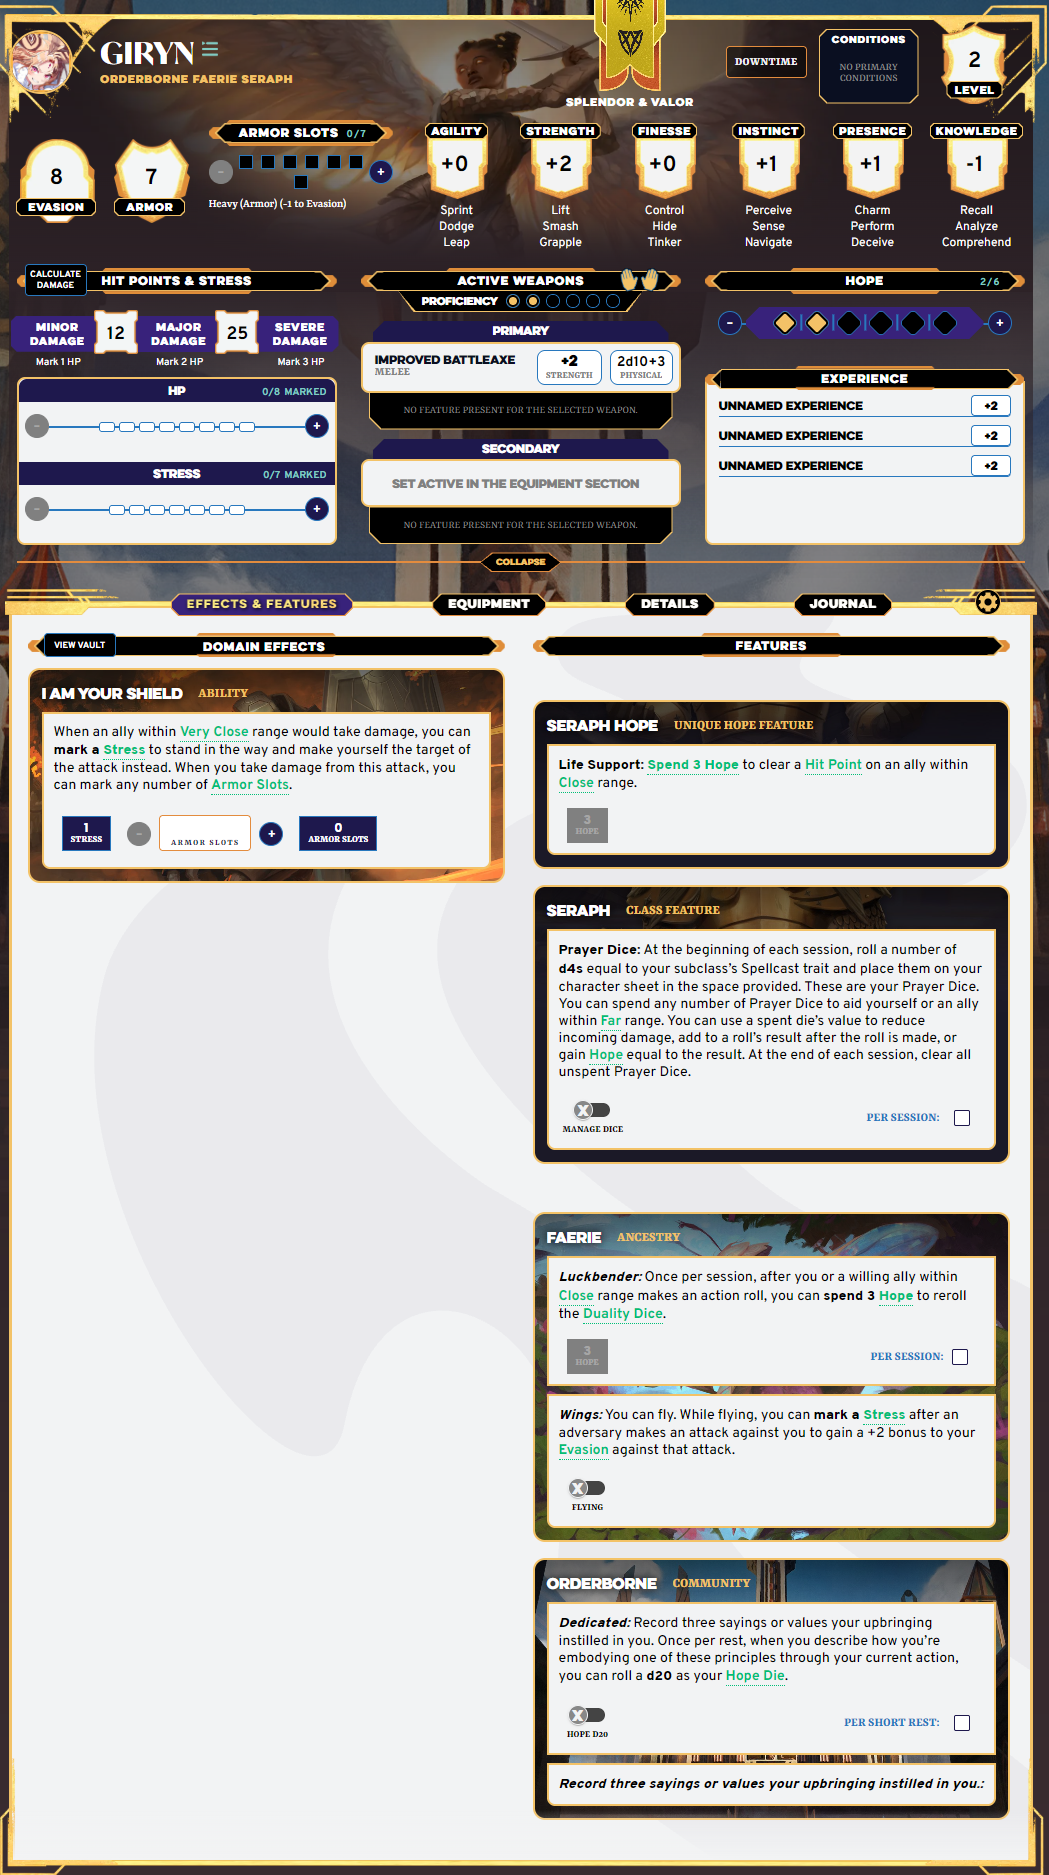 GIRYN
ORDERBORNE FAERIE SERAPH
SPLENDOR & VALOR
DOWNTIME
CONDITIONS
NO PRIMARY
CONDITIONS
2
LEVEL
8
EVASION
7
ARMOR
ARMOR SLOTS 0/7
Heavy (Armor) (-1 to Evasion)
AGILITY
+0
Sprint
Dodge
Leap
STRENGTH
+2
Lift
Smash
Grapple
FINESSE
+0
Control
Hide
Tinker
INSTINCT
+1
Perceive
Sense
Navigate
PRESENCE
+1
Charm
Perform
Deceive
KNOWLEDGE
-1
Recall
Analyze
Comprehend
CALCULATE
DAMAGE
HIT POINTS & STRESS
MINOR
DAMAGE
Mark 1 HP
12
MAJOR
DAMAGE
Mark 2 HP
25
SEVERE
DAMAGE
Mark 3 HP
HP 0/8 MARKED
- +
STRESS 0/7 MARKED
- +
ACTIVE WEAPONS
PROFICIENCY
PRIMARY
IMPROVED BATTLEAXE
MELEE
+2
STRENGTH
2d10+3
PHYSICAL
NO FEATURE PRESENT FOR THE SELECTED WEAPON.
SECONDARY
SET ACTIVE IN THE EQUIPMENT SECTION
NO FEATURE PRESENT FOR THE SELECTED WEAPON.
HOPE 2/6
- +
EXPERIENCE
UNNAMED EXPERIENCE +2
UNNAMED EXPERIENCE +2
UNNAMED EXPERIENCE +2
COLLAPSE
EFFECTS & FEATURES
EQUIPMENT
DETAILS
JOURNAL
VIEW VAULT
DOMAIN EFFECTS
I AM YOUR SHIELD ABILITY
When an ally within Very Close range would take damage, you can
mark a Stress to stand in the way and make yourself the target of
the attack instead. When you take damage from this attack, you
can mark any number of Armor Slots.
1
STRESS
- ARMOR SLOTS +
0
ARMOR SLOTS
FEATURES
SERAPH HOPE UNIQUE HOPE FEATURE
Life Support: Spend 3 Hope to clear a Hit Point on an ally within
Close range.
3
HOPE
SERAPH CLASS FEATURE
Prayer Dice: At the beginning of each session, roll a number of
d4s equal to your subclass's Spellcast trait and place them on your
character sheet in the space provided. These are your Prayer Dice.
You can spend any number of Prayer Dice to aid yourself or an ally
within Far range. You can use a spent die's value to reduce
incoming damage, add to a roll's result after the roll is made, or
gain Hope equal to the result. At the end of each session, clear all
unspent Prayer Dice.
X
MANAGE DICE
PER SESSION:
FAERIE ANCESTRY
Luckbender: Once per session, after you or a willing ally within
Close range makes an action roll, you can spend 3 Hope to reroll
the Duality Dice.
3
HOPE
PER SESSION:
Wings: You can fly. While flying, you can mark a Stress after an
adversary makes an attack against you to gain a +2 bonus to your
Evasion against that attack.
X
FLYING
ORDERBORNE COMMUNITY
Dedicated: Record three sayings or values your upbringing
instilled in you. Once per rest, when you describe how you're
embodying one of these principles through your current action,
you can roll a d20 as your Hope Die.
X
HOPE D20
PER SHORT REST:
Record three sayings or values your upbringing instilled in you.: